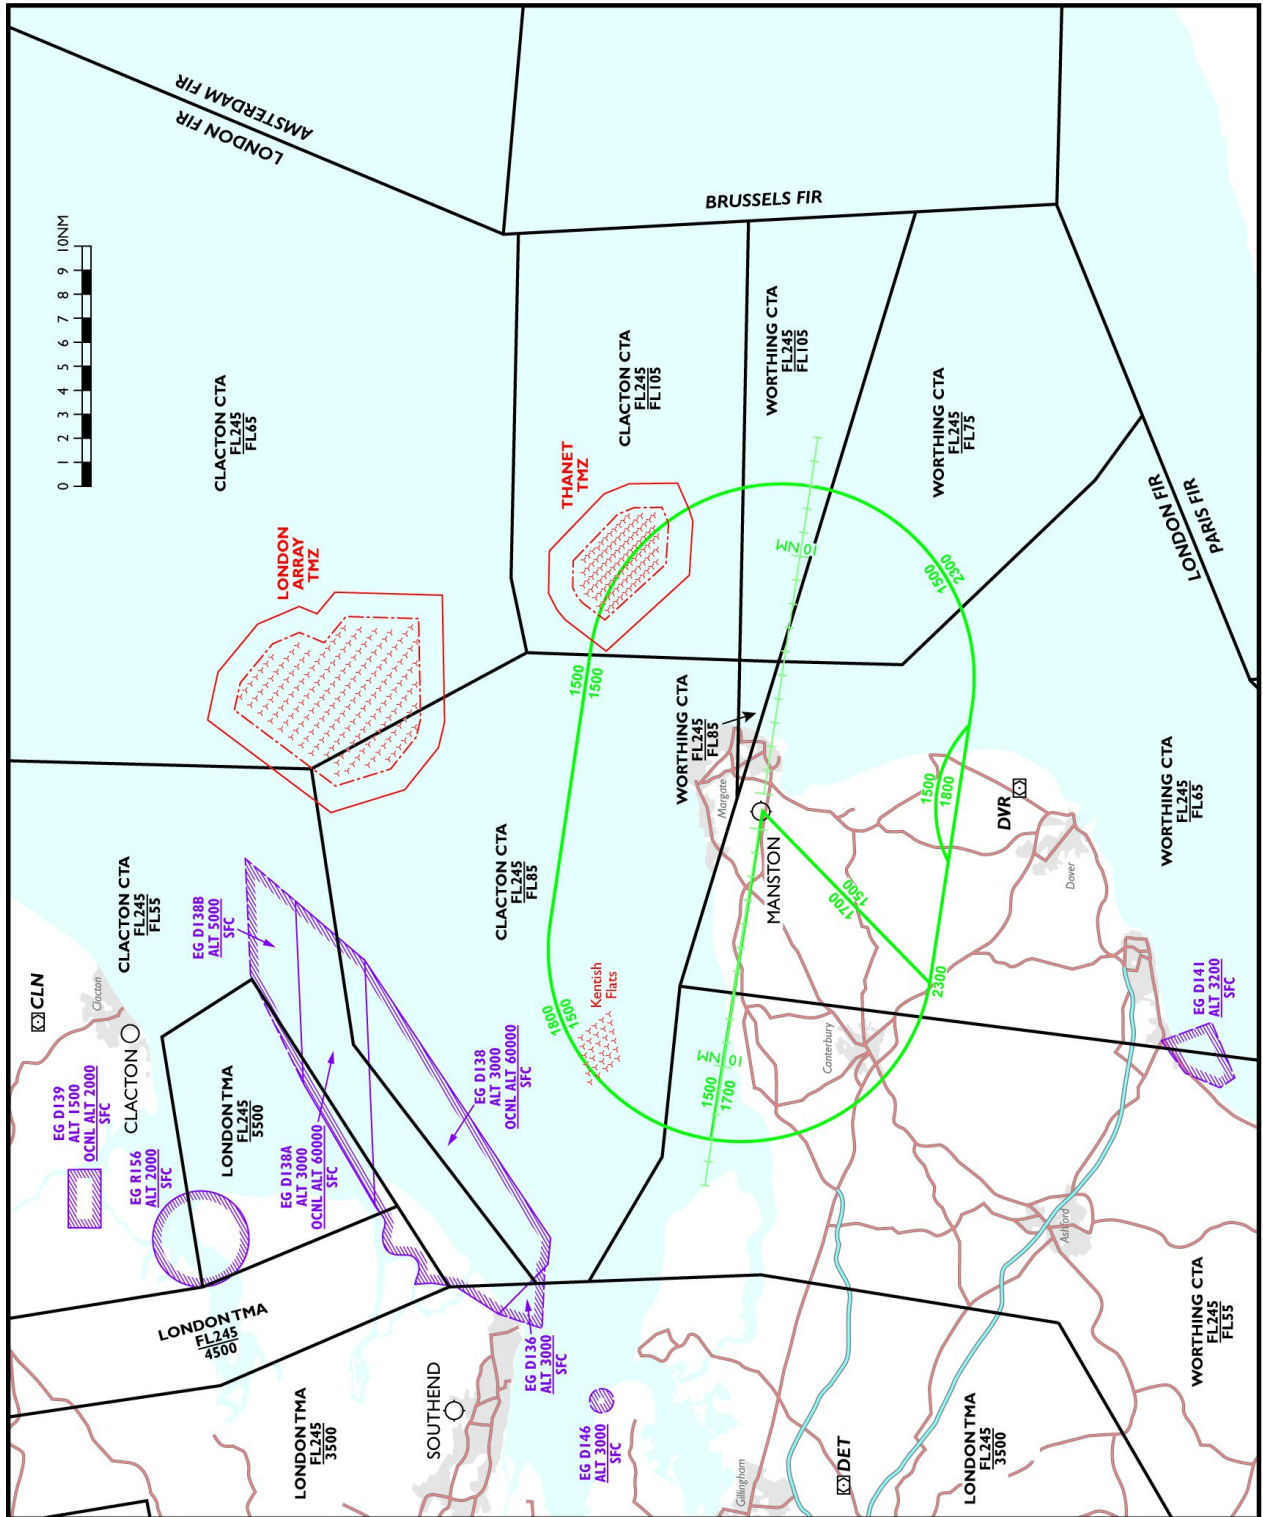 AMSTERDAM FIR
LONDON FIR
BRUSSELS FIR
0 1 2 3 4 5 6 7 8 9 10NM
CLACTON CTA
FL245
FL65
CLACTON CTA
FL245
FL105
WORTHING CTA
FL245
FL105
WORTHING CTA
FL245
FL75
LONDON FIR
PARIS FIR
THANET
TMZ
LONDON
ARRAY
TMZ
10 NM
1500
2300
1500
1500
WORTHING CTA
FL245
FL85
Margate
MANSTON
1500
1800
DVR
Dover
WORTHING CTA
FL245
FL65
CLACTON CTA
FL245
FL85
1700
1500
2300
CLACTON CTA
FL245
FL55
EG D138B
ALT 5000
SFC
CLN
Clacton
CLACTON
EG D139
ALT 1500
OCNL ALT 2000
SFC
EG R156
ALT 2000
SFC
LONDON TMA
FL245
5500
EG D138A
ALT 3000
OCNL ALT 60000
SFC
EG D138
ALT 3000
OCNL ALT 60000
SFC
Kentish
Flats
1800
1500
10 NM
1500
1700
Canterbury
EG D141
ALT 3200
SFC
Ashford
WORTHING CTA
FL245
FL55
LONDON TMA
FL245
4500
LONDON TMA
FL245
3500
SOUTHEND
EG D136
ALT 3000
SFC
EG D146
ALT 3000
SFC
Gillingham
DET
LONDON TMA
FL245
3500